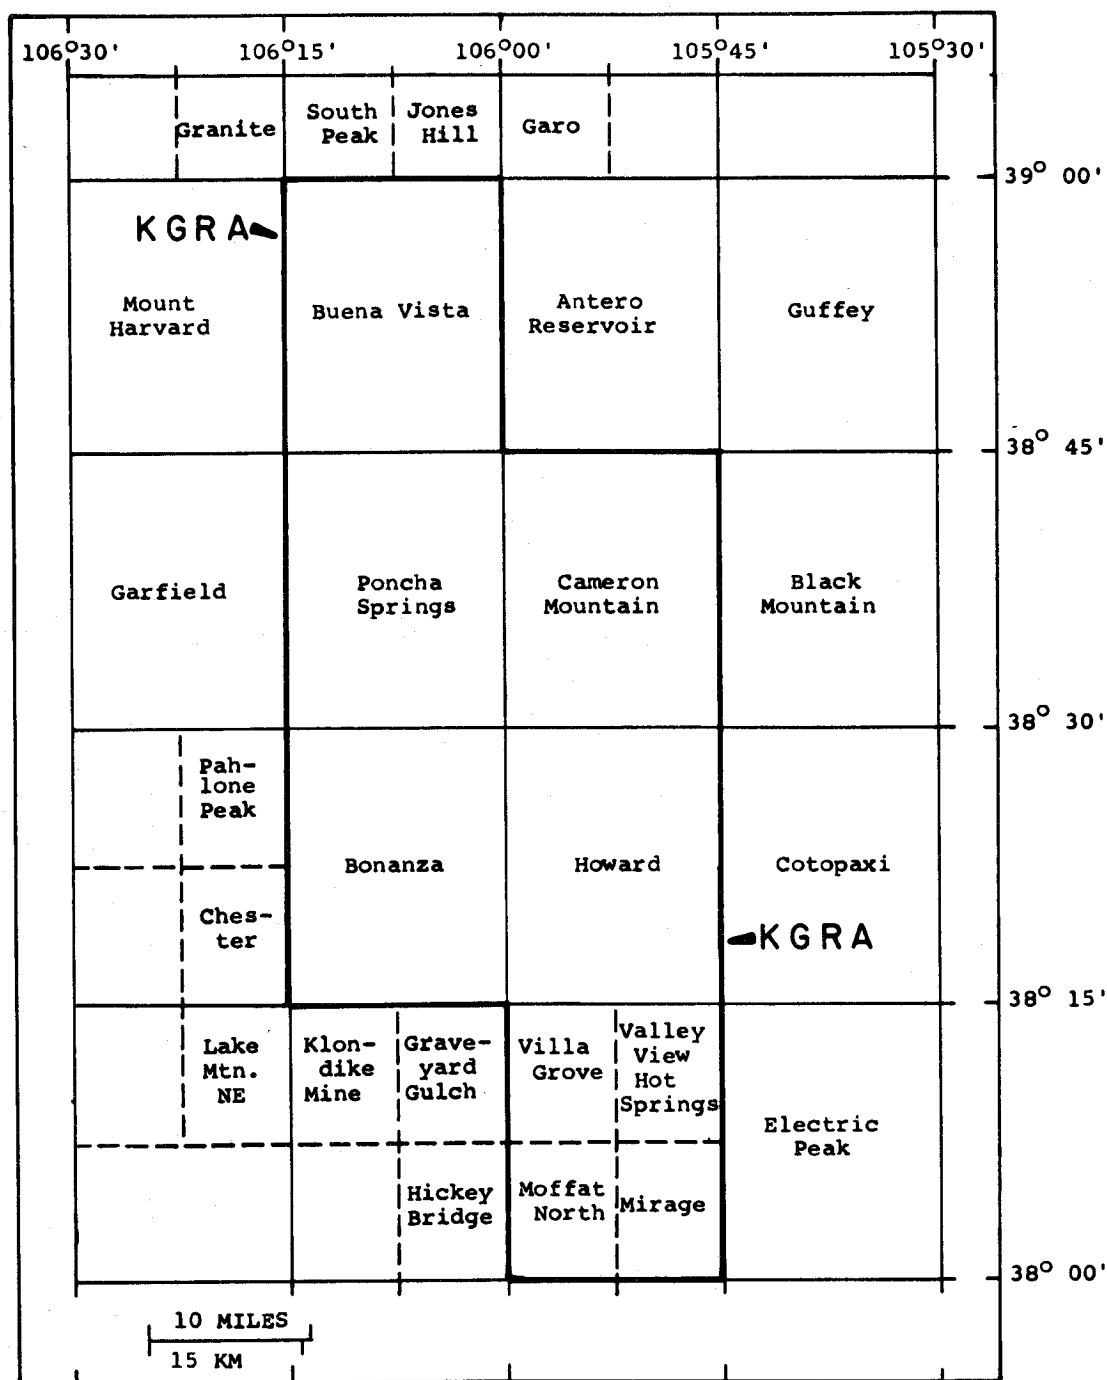 106°30' 106°15' 106°00' 105°45' 105°30'
Granite
South
Peak
Jones
Hill
Garo
39° 00'
KGRA
Mount
Harvard
Buena Vista
Antero
Reservoir
Guffey
38° 45'
Garfield
Poncha
Springs
Cameron
Mountain
Black
Mountain
38° 30'
Pah-
lone
Peak
Bonanza
Howard
Cotopaxi
Ches-
ter
KGRA
38° 15'
Lake
Mtn.
NE
Klon-
dike
Mine
Grave-
yard
Gulch
Villa
Grove
Valley
View
Hot
Springs
Electric
Peak
Hickey
Bridge
Moffat
North
Mirage
38° 00'
10 MILES
15 KM